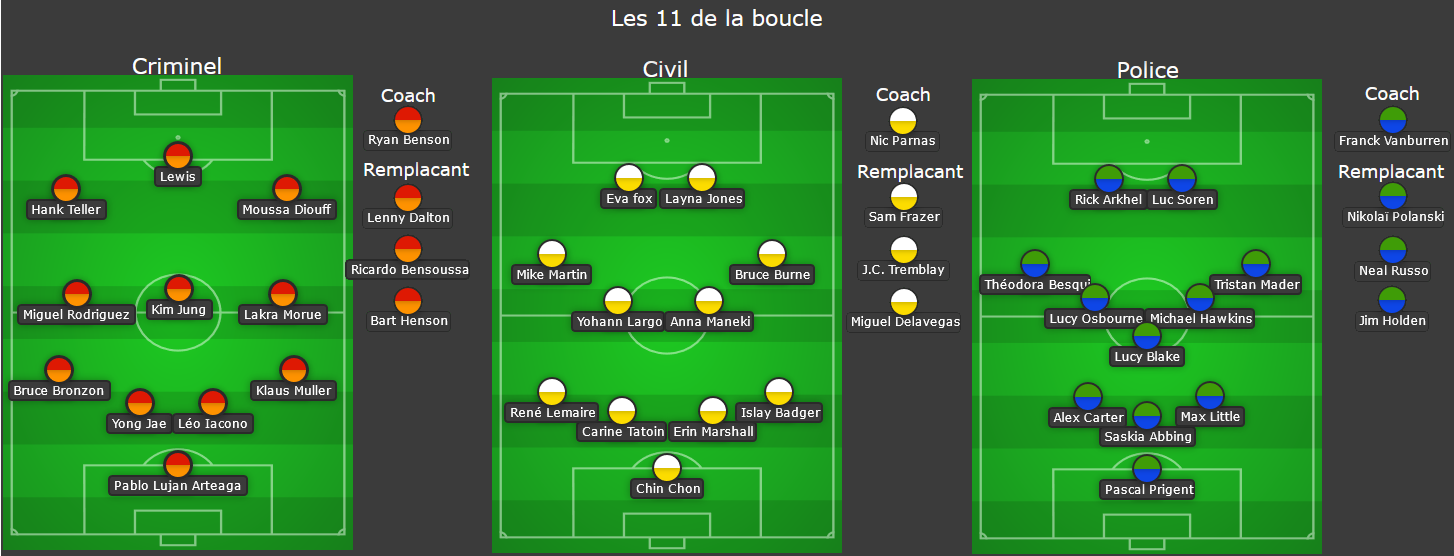 Les 11 de la boucle
Criminel
Lewis
Hank Teller
Moussa Diouff
Miguel Rodriguez
Kim Jung
Lakra Morue
Bruce Bronzon
Klaus Muller
Yong Jae
Léo Iacono
Pablo Lujan Arteaga
Coach
Ryan Benson
Remplacant
Lenny Dalton
Ricardo Bensoussa
Bart Henson
Civil
Eva fox
Layna Jones
Mike Martin
Bruce Burne
Yohann Largo
Anna Maneki
René Lemaire
Islay Badger
Carine Tatoin
Erin Marshall
Chin Chon
Coach
Nic Parnas
Remplacant
Sam Frazer
J.C. Tremblay
Miguel Delavegas
Police
Rick Arkhel
Luc Soren
Théodora Besqui
Tristan Mader
Lucy Osbourne
Michael Hawkins
Lucy Blake
Alex Carter
Max Little
Saskia Abbing
Pascal Prigent
Coach
Franck Vanburren
Remplacant
Nikolaï Polanski
Neal Russo
Jim Holden